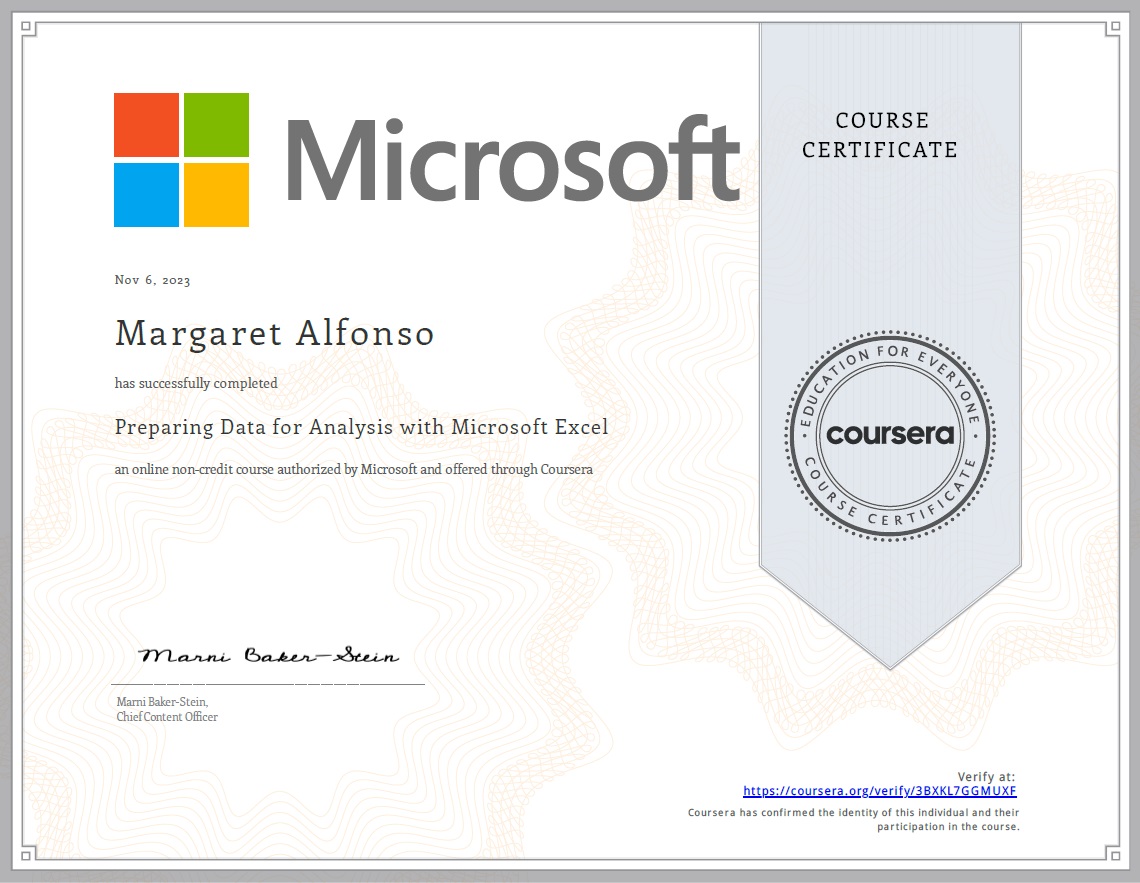 Microsoft
COURSE
CERTIFICATE
Nov 6, 2023
Margaret Alfonso
has successfully completed
Preparing Data for Analysis with Microsoft Excel
an online non-credit course authorized by Microsoft and offered through Coursera
EDUCATION FOR EVERYONE
coursera
COURSE CERTIFICATE
Marni Baker-Stein
Marni Baker-Stein,
Chief Content Officer
Verify at:
https://coursera.org/verify/3BXKL7GGMUXF
Coursera has confirmed the identity of this individual and their
participation in the course.